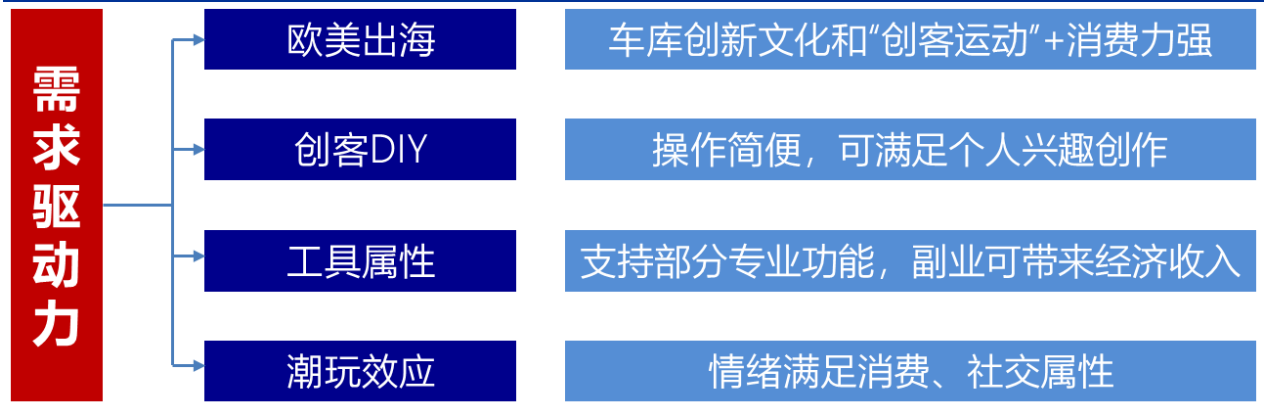 需求驱动力
欧美出海
车库创新文化和“创客运动”+消费力强
创客DIY
操作简便，可满足个人兴趣创作
工具属性
支持部分专业功能，副业可带来经济收入
潮玩效应
情绪满足消费、社交属性